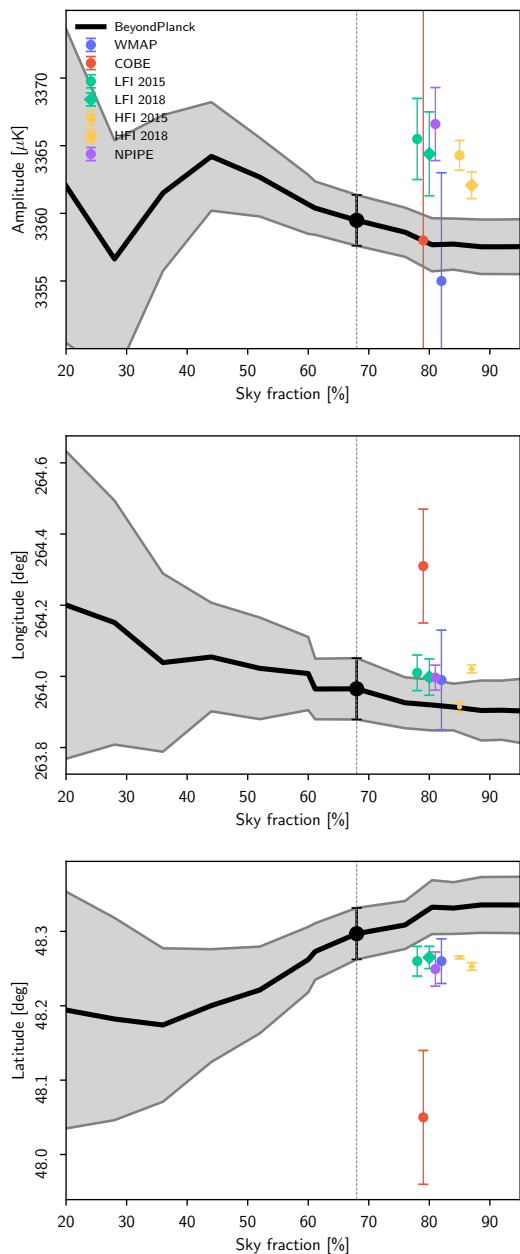 BeyondPlanck
WMAP
COBE
LFI 2015
LFI 2018
HFI 2015
HFI 2018
NPIPE
Amplitude [μK]
3370
3365
3360
3355
20 30 40 50 60 70 80 90
Sky fraction [%]
Longitude [deg]
264.6
264.4
264.2
264.0
263.8
20 30 40 50 60 70 80 90
Sky fraction [%]
Latitude [deg]
48.3
48.2
48.1
48.0
20 30 40 50 60 70 80 90
Sky fraction [%]